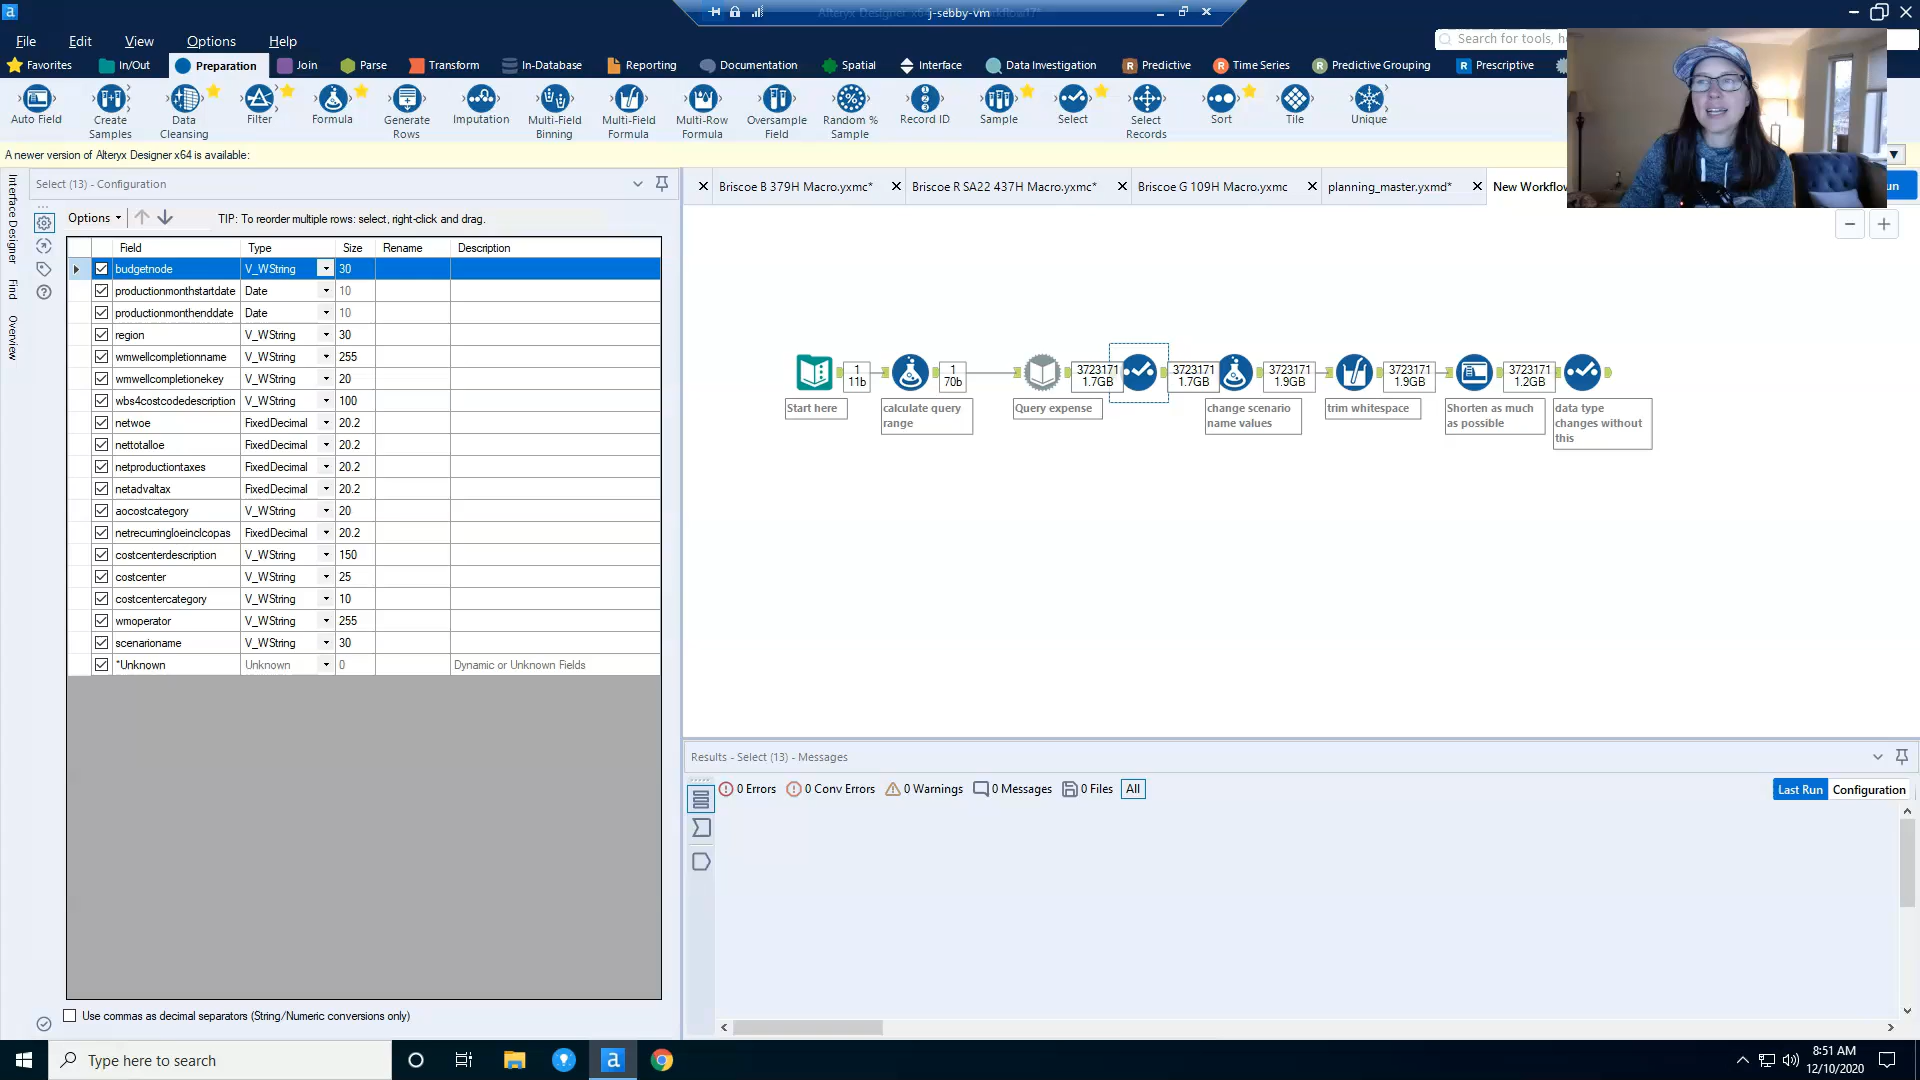 Alteryx Designer x64
j-sebby-vm
File Edit View Options Help
Search for tools, h
Favorites In/Out Preparation Join Parse Transform In-Database Reporting Documentation Spatial Interface Data Investigation Predictive Time Series Predictive Grouping Prescriptive
Auto Field
Create Samples
Data Cleansing
Filter
Formula
Generate Rows
Imputation
Multi-Field Binning
Multi-Field Formula
Multi-Row Formula
Oversample Field
Random % Sample
Record ID
Sample
Select
Select Records
Sort
Tile
Unique
A newer version of Alteryx Designer x64 is available:
Interface Designer
Find
Overview
Select (13) - Configuration
Options TIP: To reorder multiple rows: select, right-click and drag.
Field Type Size Rename Description
budgetnode V_WString 30
productionmonthstartdate Date 10
productionmonthenddate Date 10
region V_WString 30
wmwellcompletionname V_WString 255
wmwellcompletionekey V_WString 20
wbs4costcodedescription V_WString 100
netwoe FixedDecimal 20.2
nettotalloe FixedDecimal 20.2
netproductiontaxes FixedDecimal 20.2
netadvaltax FixedDecimal 20.2
aocostcategory V_WString 20
netrecurringloeinclcopas FixedDecimal 20.2
costcenterdescription V_WString 150
costcenter V_WString 25
costcentercategory V_WString 10
wmoperator V_WString 255
scenarioname V_WString 30
*Unknown Unknown 0 Dynamic or Unknown Fields
Use commas as decimal separators (String/Numeric conversions only)
Briscoe B 379H Macro.yxmc* Briscoe R SA22 437H Macro.yxmc* Briscoe G 109H Macro.yxmc planning_master.yxmd* New Workflow
un
1
11b
1
70b
3723171
1.7GB
3723171
1.7GB
3723171
1.9GB
3723171
1.9GB
3723171
1.2GB
Start here
calculate query
range
Query expense
change scenario
name values
trim whitespace
Shorten as much
as possible
data type
changes without
this
Results - Select (13) - Messages
0 Errors 0 Conv Errors 0 Warnings 0 Messages 0 Files All Last Run Configuration
Type here to search
8:51 AM
12/10/2020